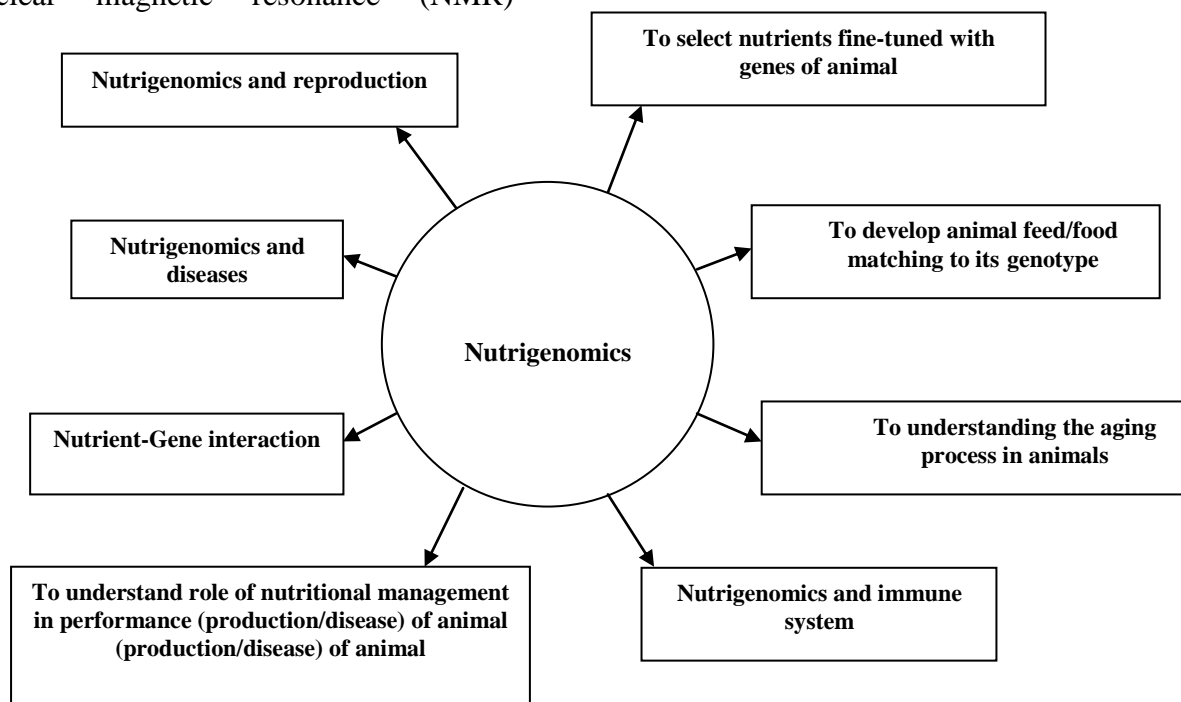 magnetic resonance (NMR)
To select nutrients fine-tuned with
genes of animal
Nutrigenomics and reproduction
To develop animal feed/food
matching to its genotype
Nutrigenomics and
diseases
Nutrigenomics
Nutrient-Gene interaction
To understanding the aging
process in animals
To understand role of nutritional management
in performance (production/disease) of animal
(production/disease) of animal
Nutrigenomics and immune
system